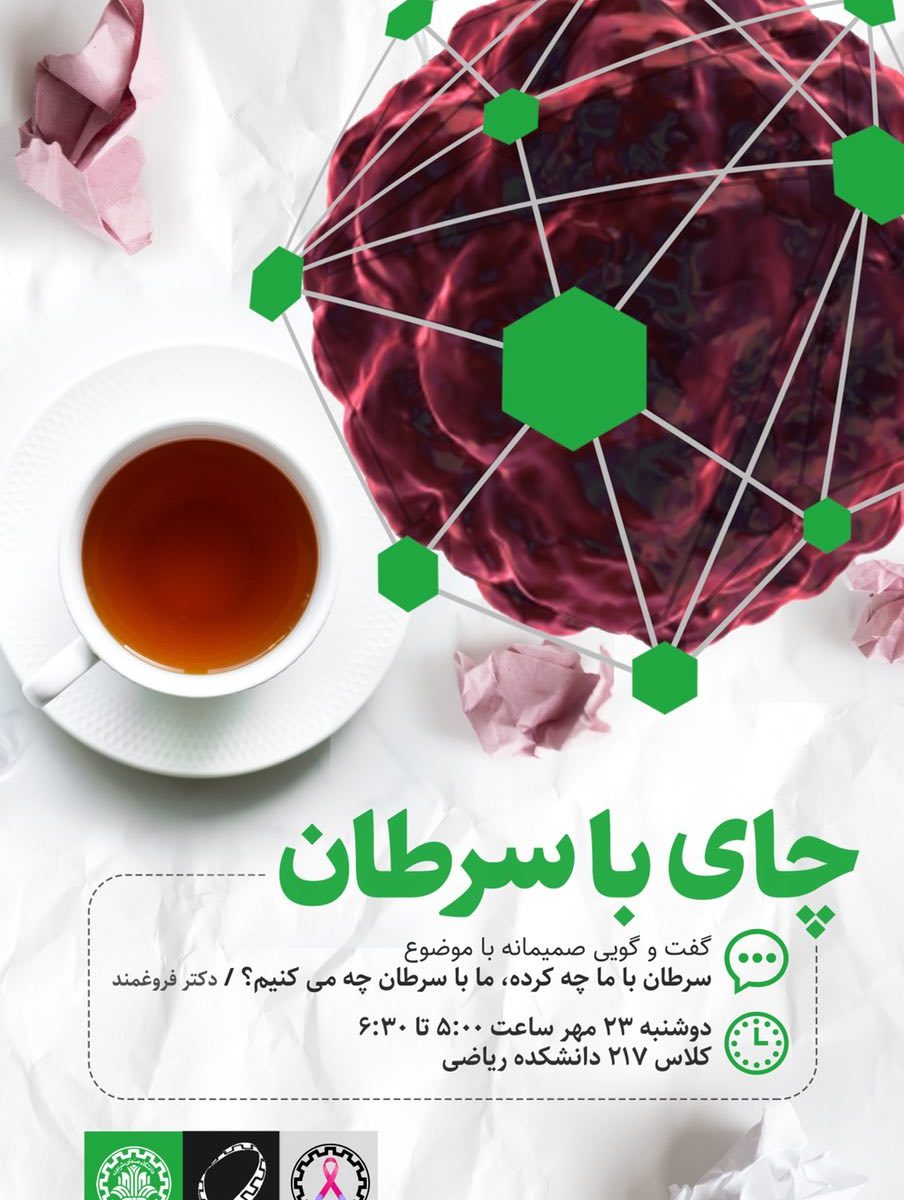 چای با سرطان
گفت و گویی صمیمانه با موضوع
سرطان با ما چه کرده، ما با سرطان چه می کنیم؟ / دکتر فروغمند
دوشنبه ۲۳ مهر ساعت ۵:۰۰ تا ۶:۳۰
کلاس ۲۱۷ دانشکده ریاضی